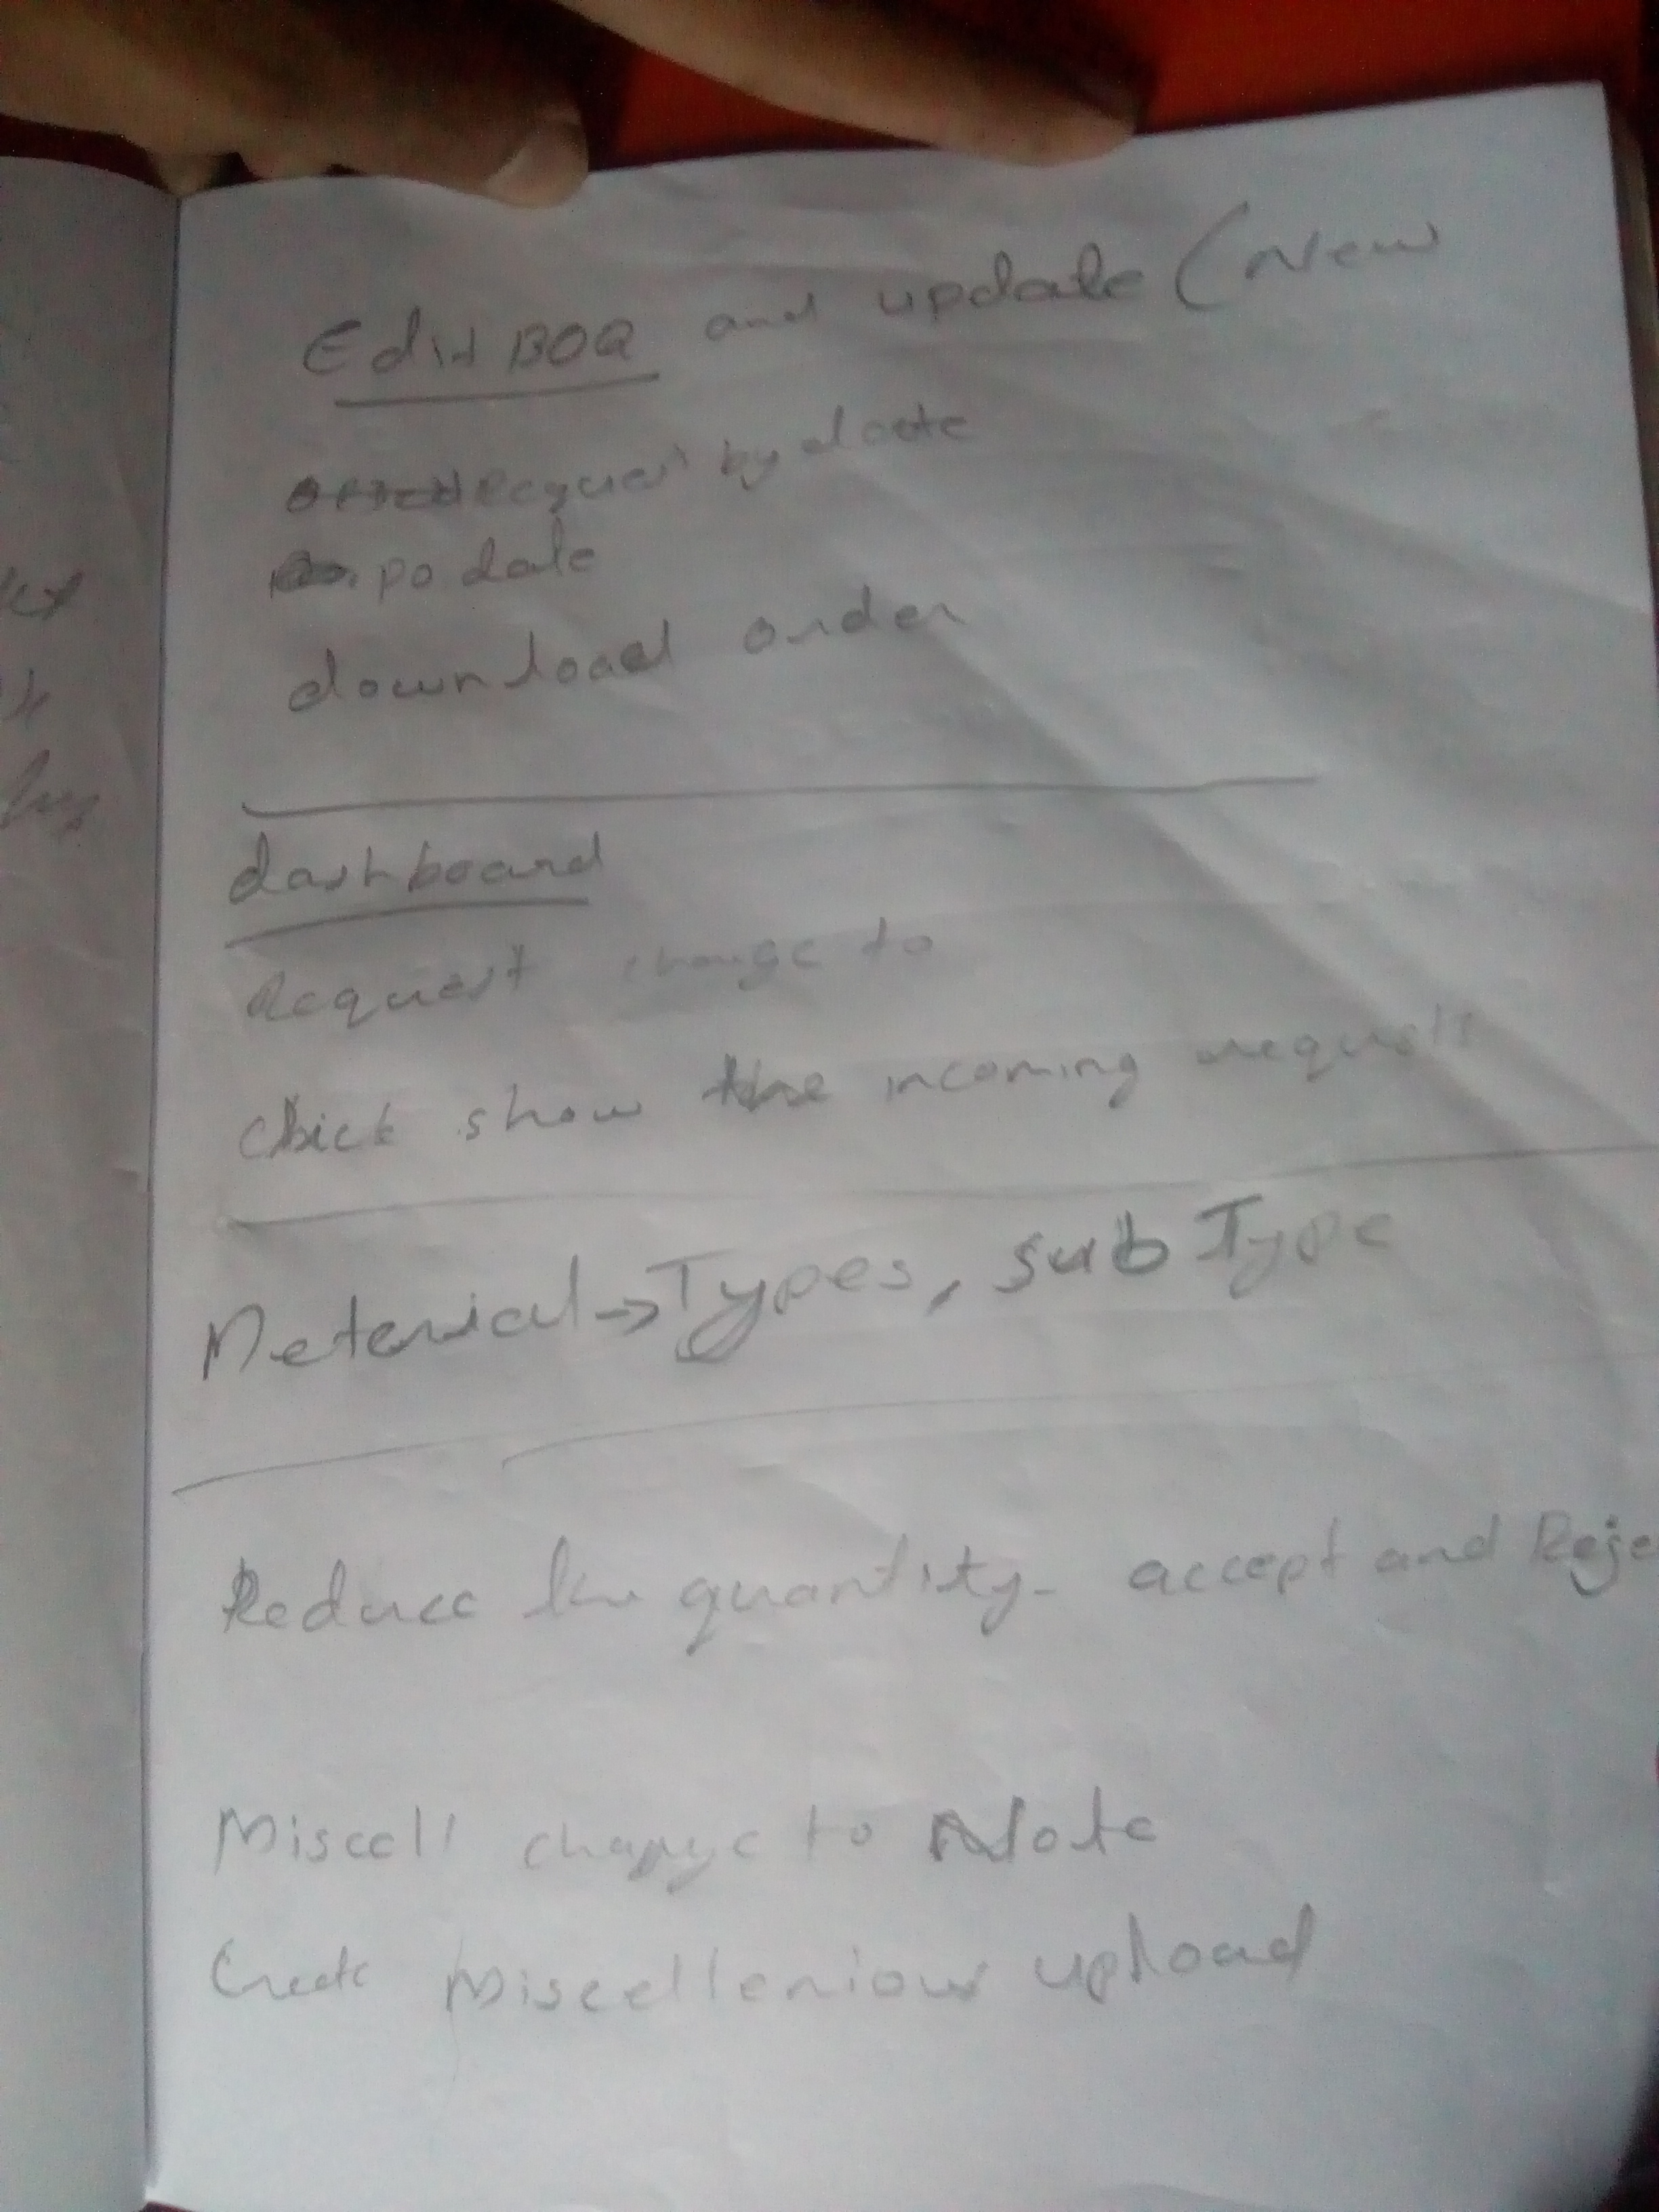 Edit BOQ and update (New
Request by date
po date
download order
dashboard
Request change to
Click show the incoming requests
Meterial → Types, sub Type
Reduce the quantity - accept and Reje
Miscell change to Note
Create Miscellenious upload